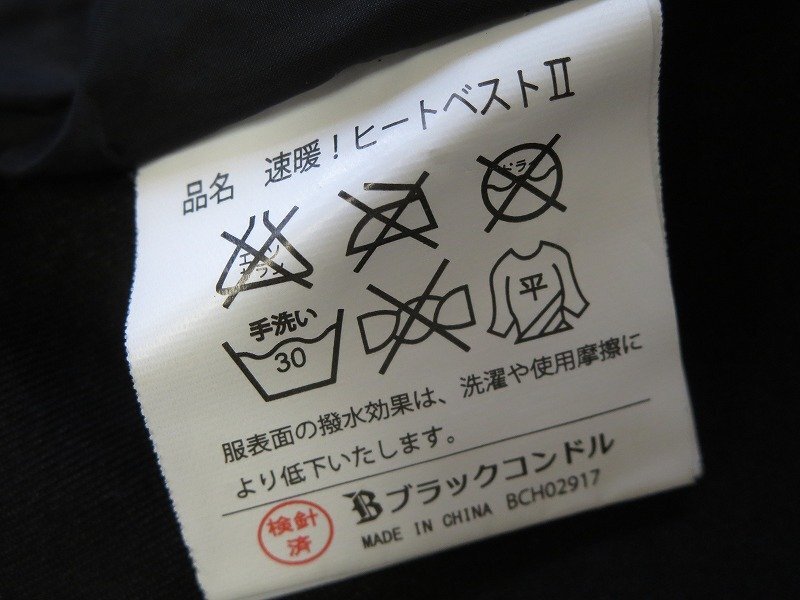 品名 速暖！ヒートベストⅡ
エンソ
サラシ
ドライ
手洗い
30
平
服表面の撥水効果は、洗濯や使用摩擦に
より低下いたします。
B ブラックコンドル
検針
済
MADE IN CHINA BCH02917